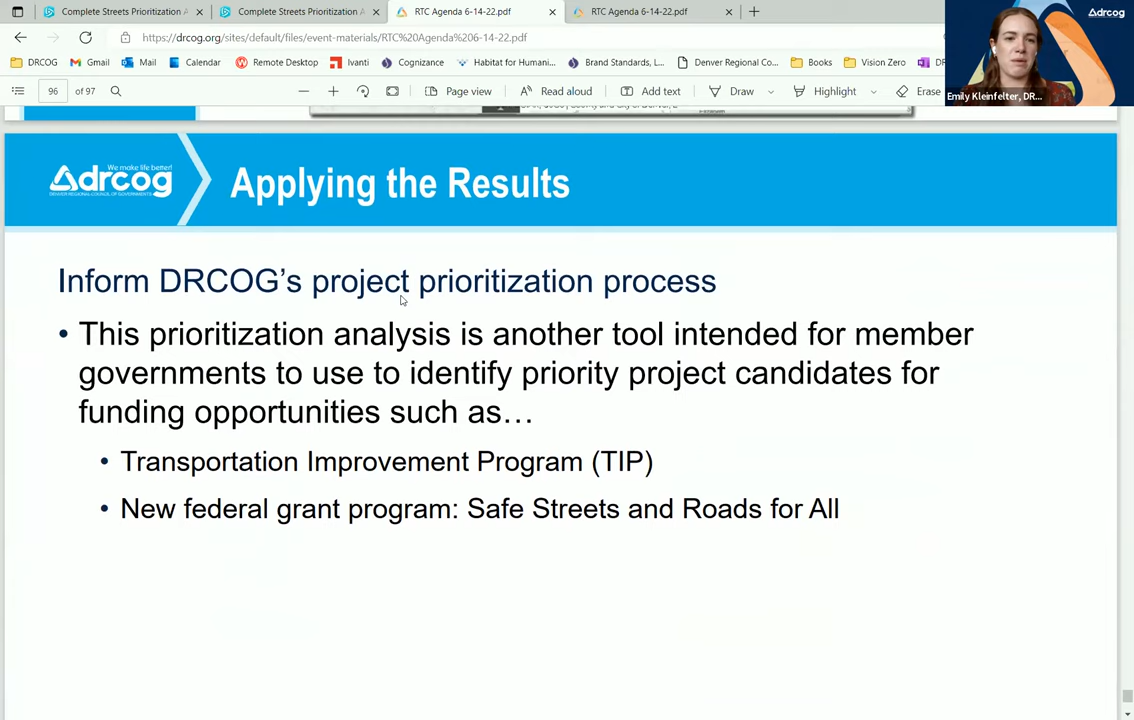 Complete Streets Prioritization A
Complete Streets Prioritization A
RTC Agenda 6-14-22.pdf
RTC Agenda 6-14-22.pdf
https://drcog.org/sites/default/files/event-materials/RTC%20Agenda%206-14-22.pdf
DRCOG
Gmail
Mail
Calendar
Remote Desktop
Ivanti
Cognizance
Habitat for Humani...
Brand Standards, L...
Denver Regional Co...
Books
Vision Zero
96 of 97
Page view
Read aloud
Add text
Draw
Highlight
Erase
drcog
Emily Kleinfelter, DR...
We make life better!
drcog
DENVER REGIONAL COUNCIL OF GOVERNMENTS
Applying the Results
Inform DRCOG's project prioritization process
• This prioritization analysis is another tool intended for member
governments to use to identify priority project candidates for
funding opportunities such as…
• Transportation Improvement Program (TIP)
• New federal grant program: Safe Streets and Roads for All